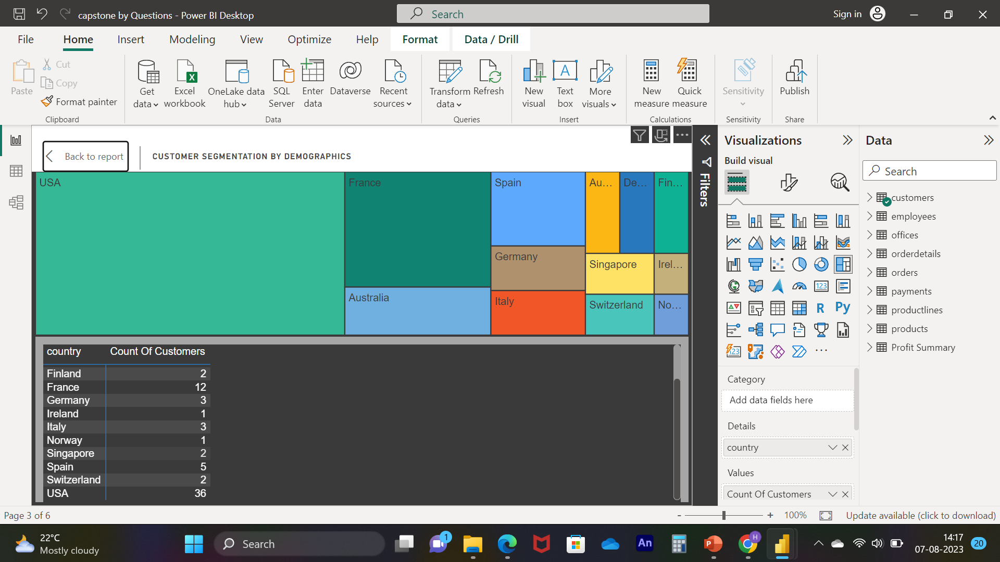 capstone by Questions - Power BI Desktop
Search
Sign in
File
Home
Insert
Modeling
View
Optimize
Help
Format
Data / Drill
Paste
Cut
Copy
Format painter
Clipboard
Get data
Excel workbook
OneLake data hub
SQL Server
Enter data
Dataverse
Recent sources
Data
Transform data
Refresh
Queries
New visual
Text box
More visuals
Insert
New measure
Quick measure
Calculations
Sensitivity
Sensitivity
Publish
Share
Back to report
CUSTOMER SEGMENTATION BY DEMOGRAPHICS
USA
France
Australia
Spain
Germany
Italy
Au...
De...
Fin...
Singapore
Irel...
Switzerland
No...
country Count Of Customers
Finland 2
France 12
Germany 3
Ireland 1
Italy 3
Norway 1
Singapore 2
Spain 5
Switzerland 2
USA 36
Filters
Visualizations
Build visual
123
R
Py
123
...
Category
Add data fields here
Details
country
Values
Count Of Customers
Data
Search
customers
employees
offices
orderdetails
orders
payments
productlines
products
Profit Summary
Page 3 of 6
- + 100%
Update available (click to download)
22°C
Mostly cloudy
Search
1
An
P
H
14:17
07-08-2023
20